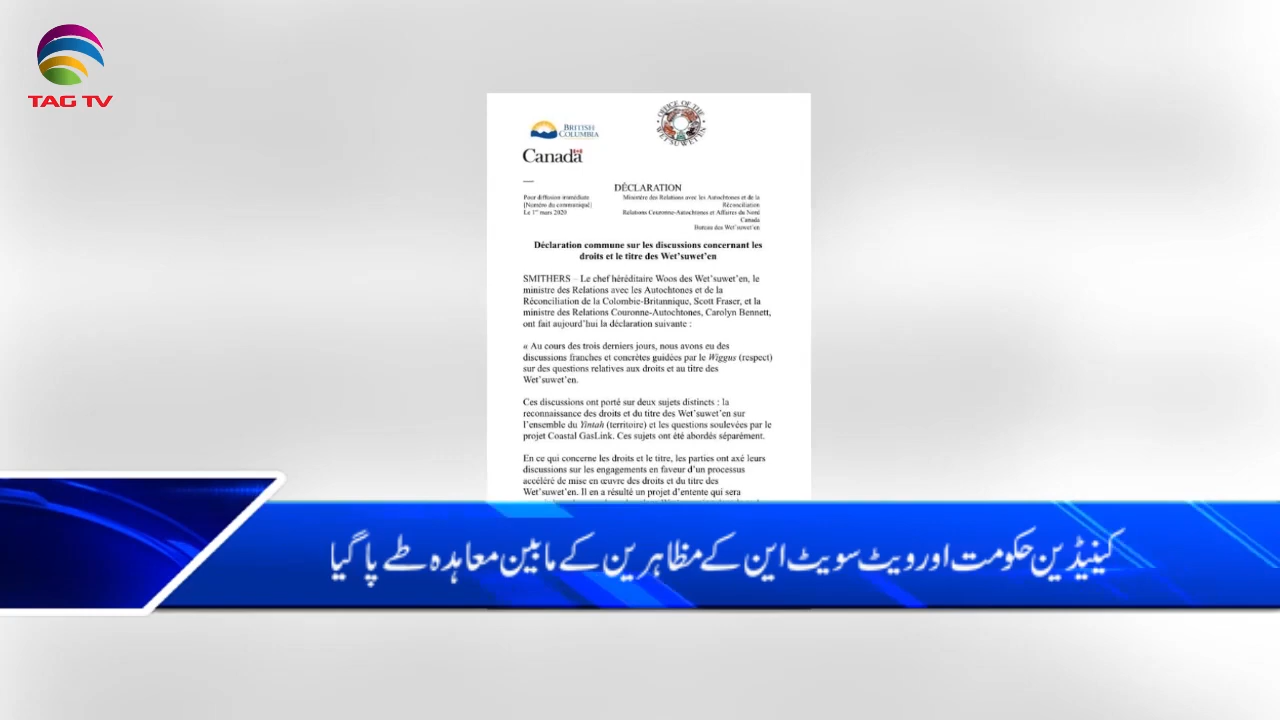 TAG TV
BRITISH
COLUMBIA
OFFICE OF THE
WET'SUWET'EN
Canada
DÉCLARATION
Pour diffusion immédiate
[Numéro du communiqué]
Le 1er mars 2020
Ministère des Relations avec les Autochtones et de la
Réconciliation
Relations Couronne-Autochtones et Affaires du Nord
Canada
Bureau des Wet'suwet'en
Déclaration commune sur les discussions concernant les
droits et le titre des Wet'suwet'en
SMITHERS – Le chef héréditaire Woos des Wet'suwet'en, le
ministre des Relations avec les Autochtones et de la
Réconciliation de la Colombie-Britannique, Scott Fraser, et la
ministre des Relations Couronne-Autochtones, Carolyn Bennett,
ont fait aujourd'hui la déclaration suivante :
« Au cours des trois derniers jours, nous avons eu des
discussions franches et concrètes guidées par le Wiggus (respect)
sur des questions relatives aux droits et au titre des
Wet'suwet'en.
Ces discussions ont porté sur deux sujets distincts : la
reconnaissance des droits et du titre des Wet'suwet'en sur
l'ensemble du Yintah (territoire) et les questions soulevées par le
projet Coastal GasLink. Ces sujets ont été abordés séparément.
En ce qui concerne les droits et le titre, les parties ont axé leurs
discussions sur les engagements en faveur d'un processus
accéléré de mise en œuvre des droits et du titre des
Wet'suwet'en. Il en a résulté un projet d'entente qui sera
کینیڈین حکومت اور ویٹ سویٹ این کے مظاہرین کے مابین معاہدہ طے پا گیا